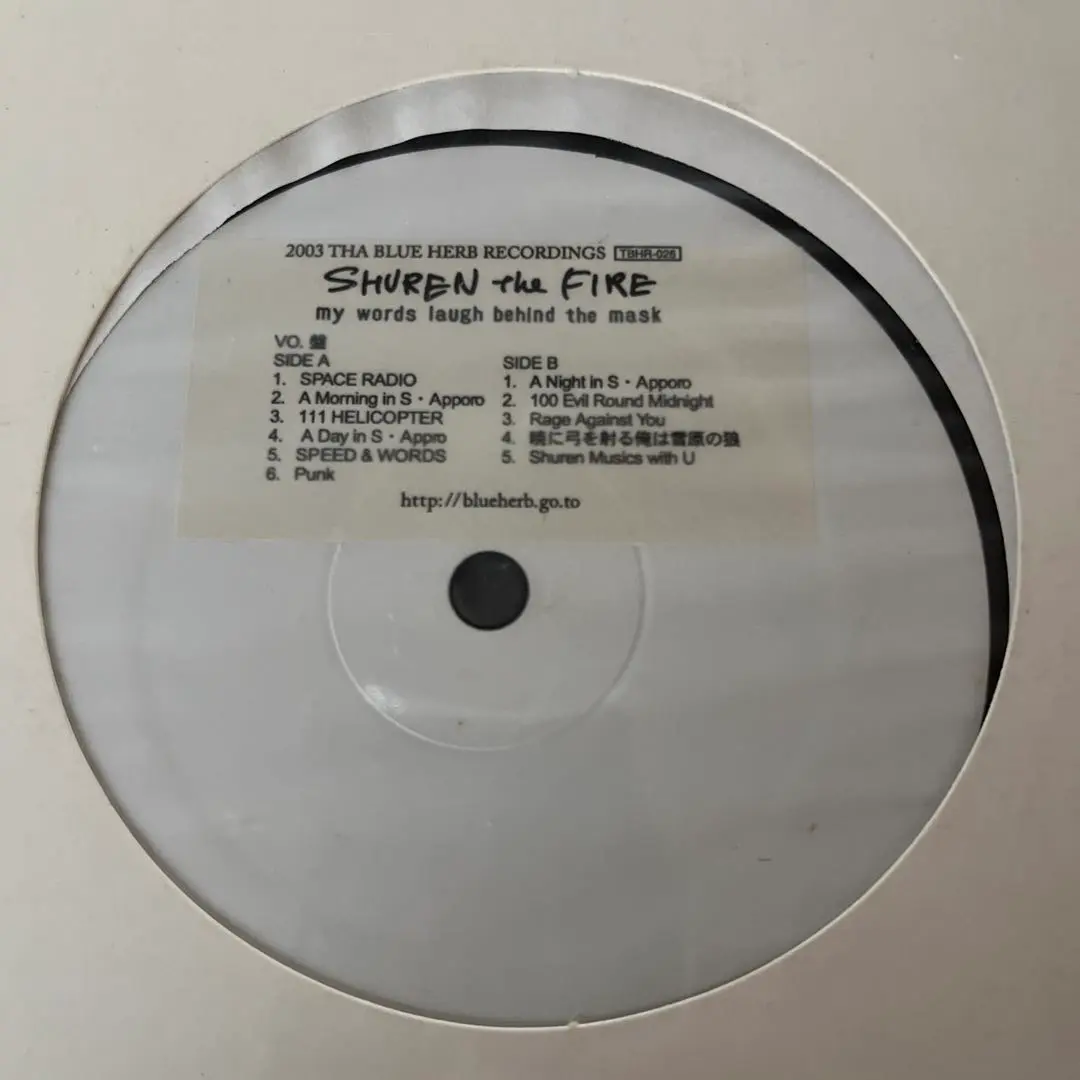 2003 THA BLUE HERB RECORDINGS TBHR-026
SHUREN the FIRE
my words laugh behind the mask
VO. 盤
SIDE A
1. SPACE RADIO
2. A Morning in S・Apporo
3. 111 HELICOPTER
4. A Day in S・Appro
5. SPEED & WORDS
6. Punk
SIDE B
1. A Night in S・Apporo
2. 100 Evil Round Midnight
3. Rage Against You
4. 暁に弓を射る俺は雪原の狼
5. Shuren Musics with U
http://blueherb.go.to